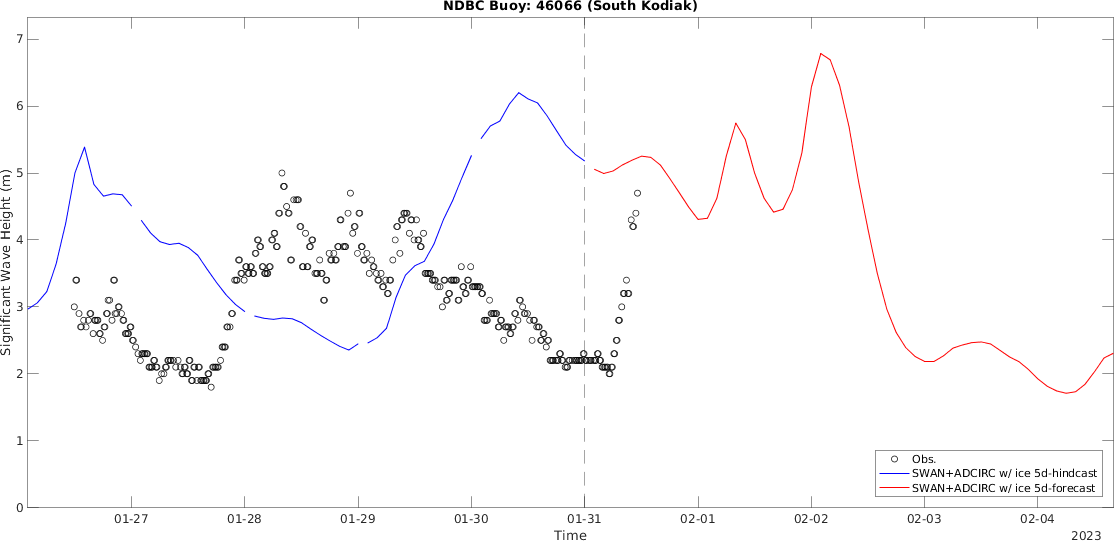 NDBC Buoy: 46066 (South Kodiak)
Significant Wave Height (m)
7
6
5
4
3
2
1
0
Obs.
SWAN+ADCIRC w/ ice 5d-hindcast
SWAN+ADCIRC w/ ice 5d-forecast
01-27 01-28 01-29 01-30 01-31 02-01 02-02 02-03 02-04
Time
2023